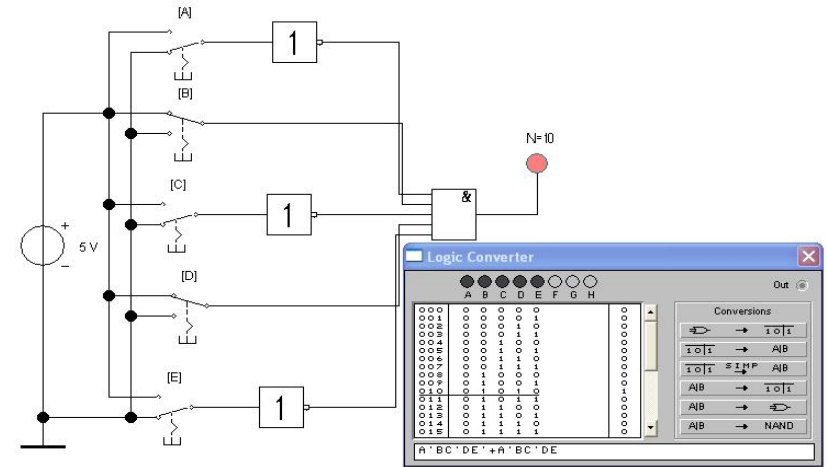 [A]
1
[B]
N=10
[C]
&
1
+
5 V
−
Logic Converter
[D]
A B C D E F G H
Out
000 0 0 0 0 0 0
001 0 0 0 0 1 0
002 0 0 0 1 0 0
003 0 0 0 1 1 0
004 0 0 1 0 0 0
005 0 0 1 0 1 0
006 0 0 1 1 0 0
007 0 0 1 1 1 0
008 0 1 0 0 0 0
009 0 1 0 0 1 0
010 0 1 0 1 0 1
011 0 1 0 1 1 0
012 0 1 1 0 0 0
013 0 1 1 0 1 0
014 0 1 1 1 0 0
015 0 1 1 1 1 0
Conversions
→ 1 0 1
1 0 1 → A|B
1 0 1 SIMP → A|B
A|B → 1 0 1
A|B →
A|B → NAND
[E]
1
A'BC'DE'+A'BC'DE